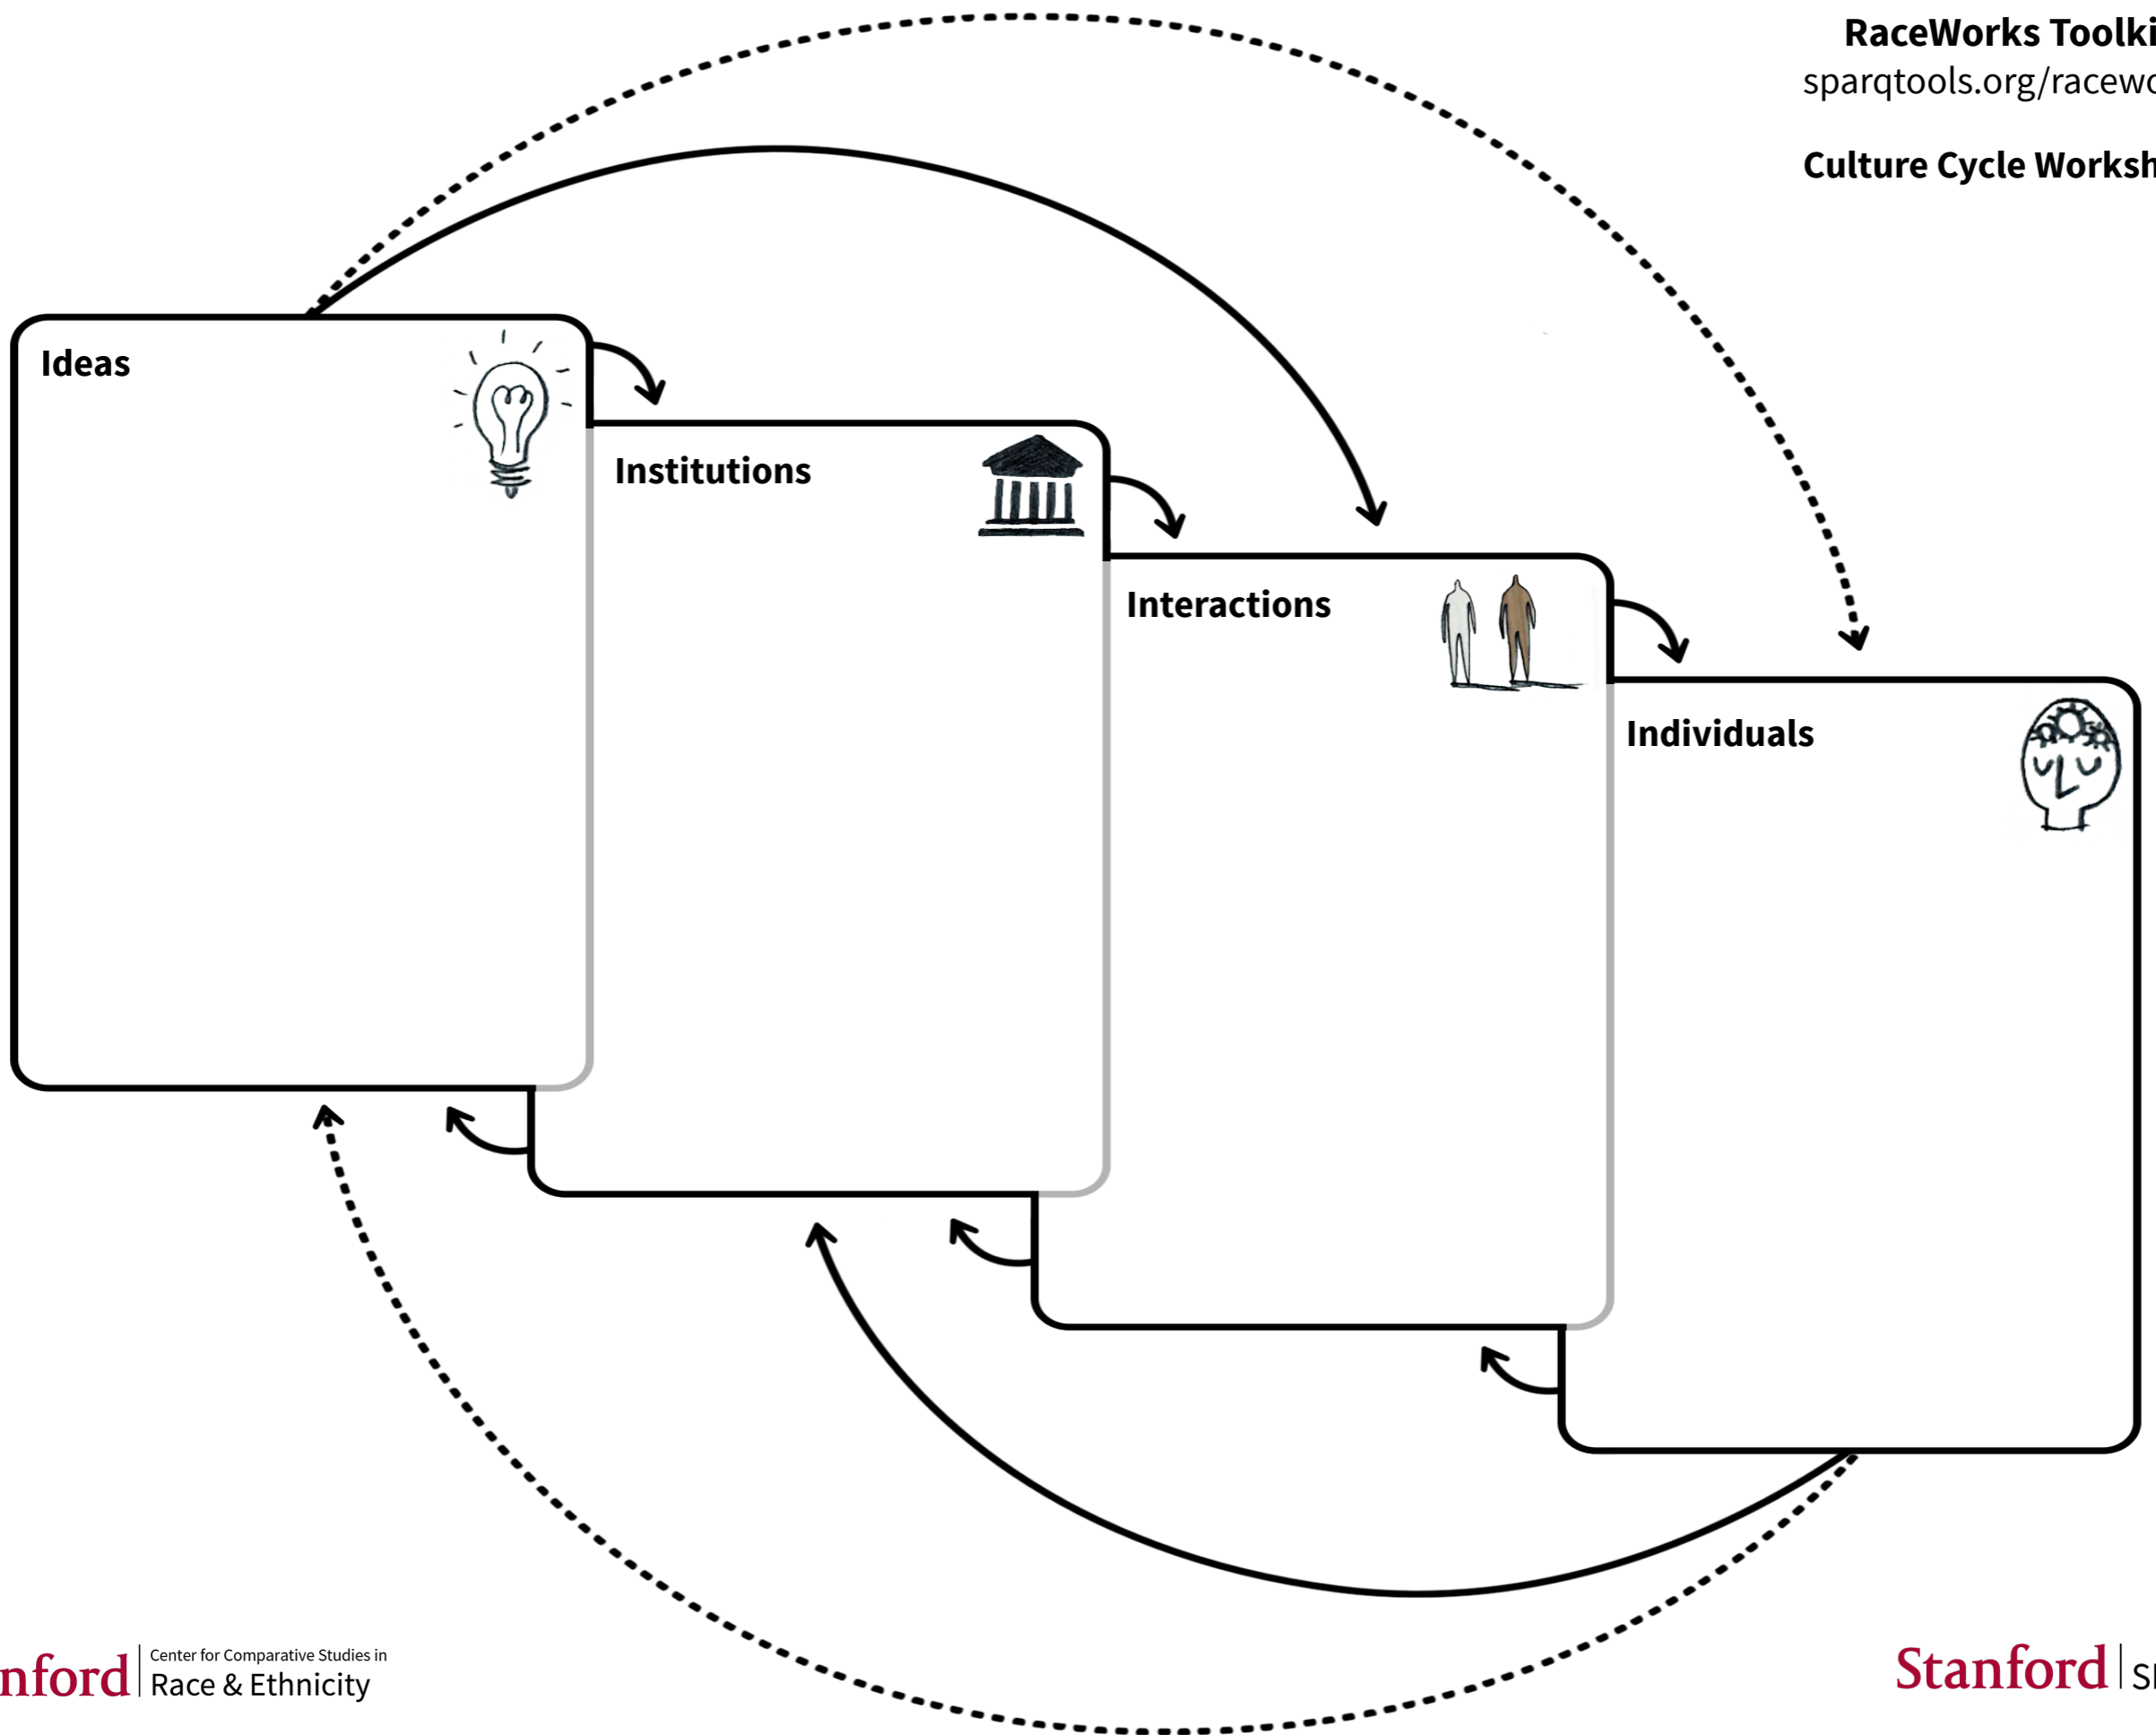 RaceWorks Toolki
sparqtools.org/racewo
Culture Cycle Worksh
Ideas
Institutions
Interactions
Individuals
nford
Center for Comparative Studies in
Race & Ethnicity
Stanford